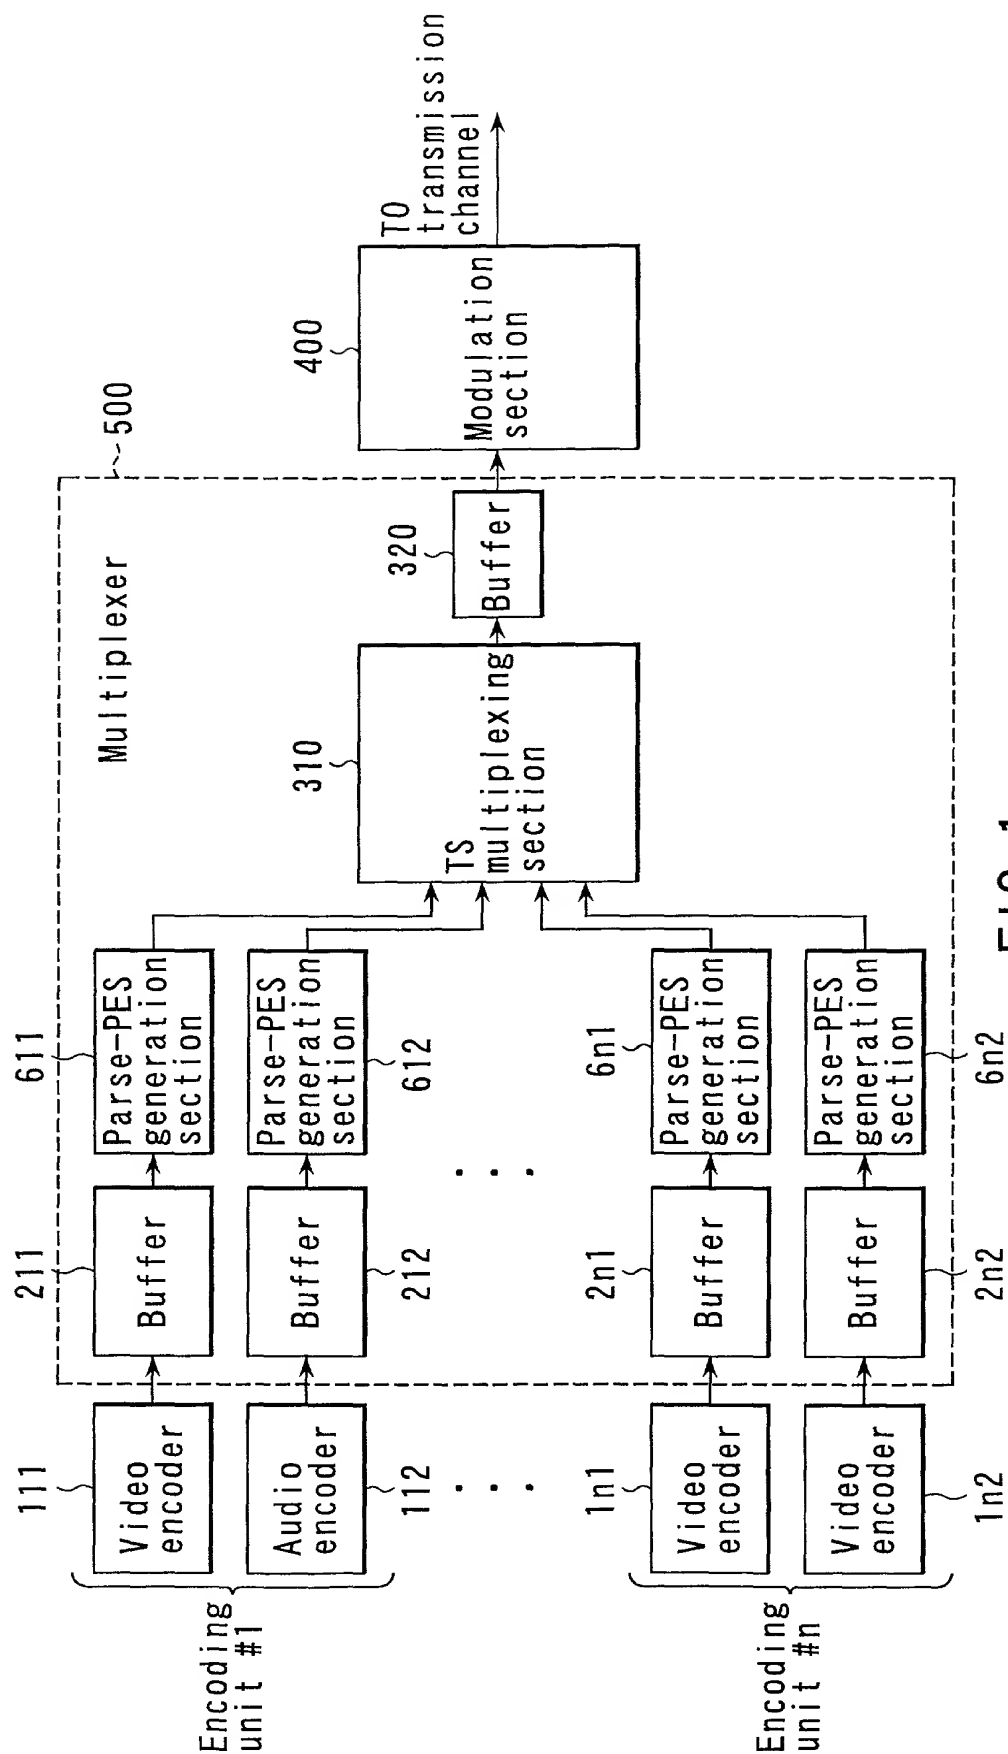 Encoding
unit #1
111
Video
encoder
Audio
encoder
112
. . .
Encoding
unit #n
1n1
Video
encoder
Video
encoder
1n2
211
Buffer
Buffer
212
. . .
2n1
Buffer
Buffer
2n2
611
Parse-PES
generation
section
Parse-PES
generation
section
612
6n1
Parse-PES
generation
section
Parse-PES
generation
section
6n2
Multiplexer
500
310
TS
multiplexing
section
320
Buffer
400
Modulation
section
TO
transmission
channel